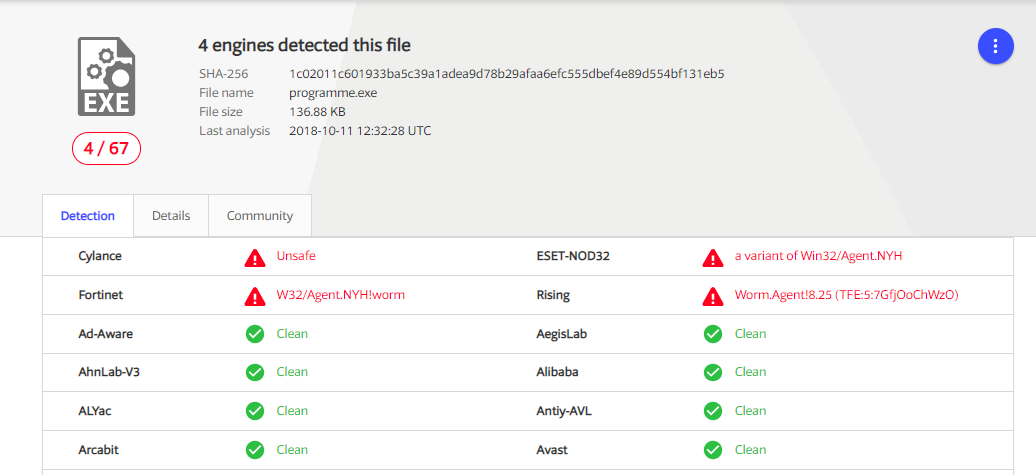 4 engines detected this file
SHA-256 1c02011c601933ba5c39a1adea9d78b29afaa6efc555dbef4e89d554bf131eb5
File name programme.exe
File size 136.88 KB
Last analysis 2018-10-11 12:32:28 UTC
EXE
4 / 67
Detection Details Community
Cylance Unsafe ESET-NOD32 a variant of Win32/Agent.NYH
Fortinet W32/Agent.NYH!worm Rising Worm.Agent!8.25 (TFE:5:7GfjOoChWzO)
Ad-Aware Clean AegisLab Clean
AhnLab-V3 Clean Alibaba Clean
ALYac Clean Antiy-AVL Clean
Arcabit Clean Avast Clean